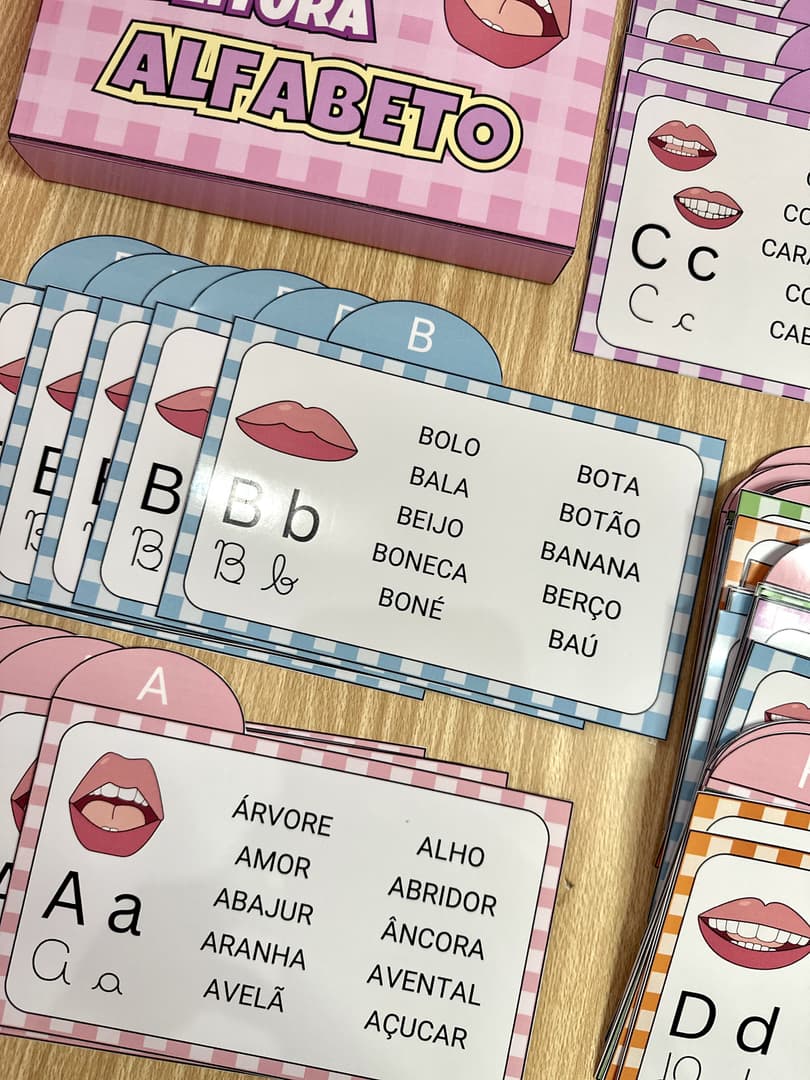 ALFABETO
C c
C c
B
B b
B b
BOLO
BALA
BEIJO
BONECA
BONÉ
BOTA
BOTÃO
BANANA
BERÇO
BAÚ
B
B
A
A a
A a
ÁRVORE
AMOR
ABAJUR
ARANHA
AVELÃ
ALHO
ABRIDOR
ÂNCORA
AVENTAL
AÇUCAR
D d